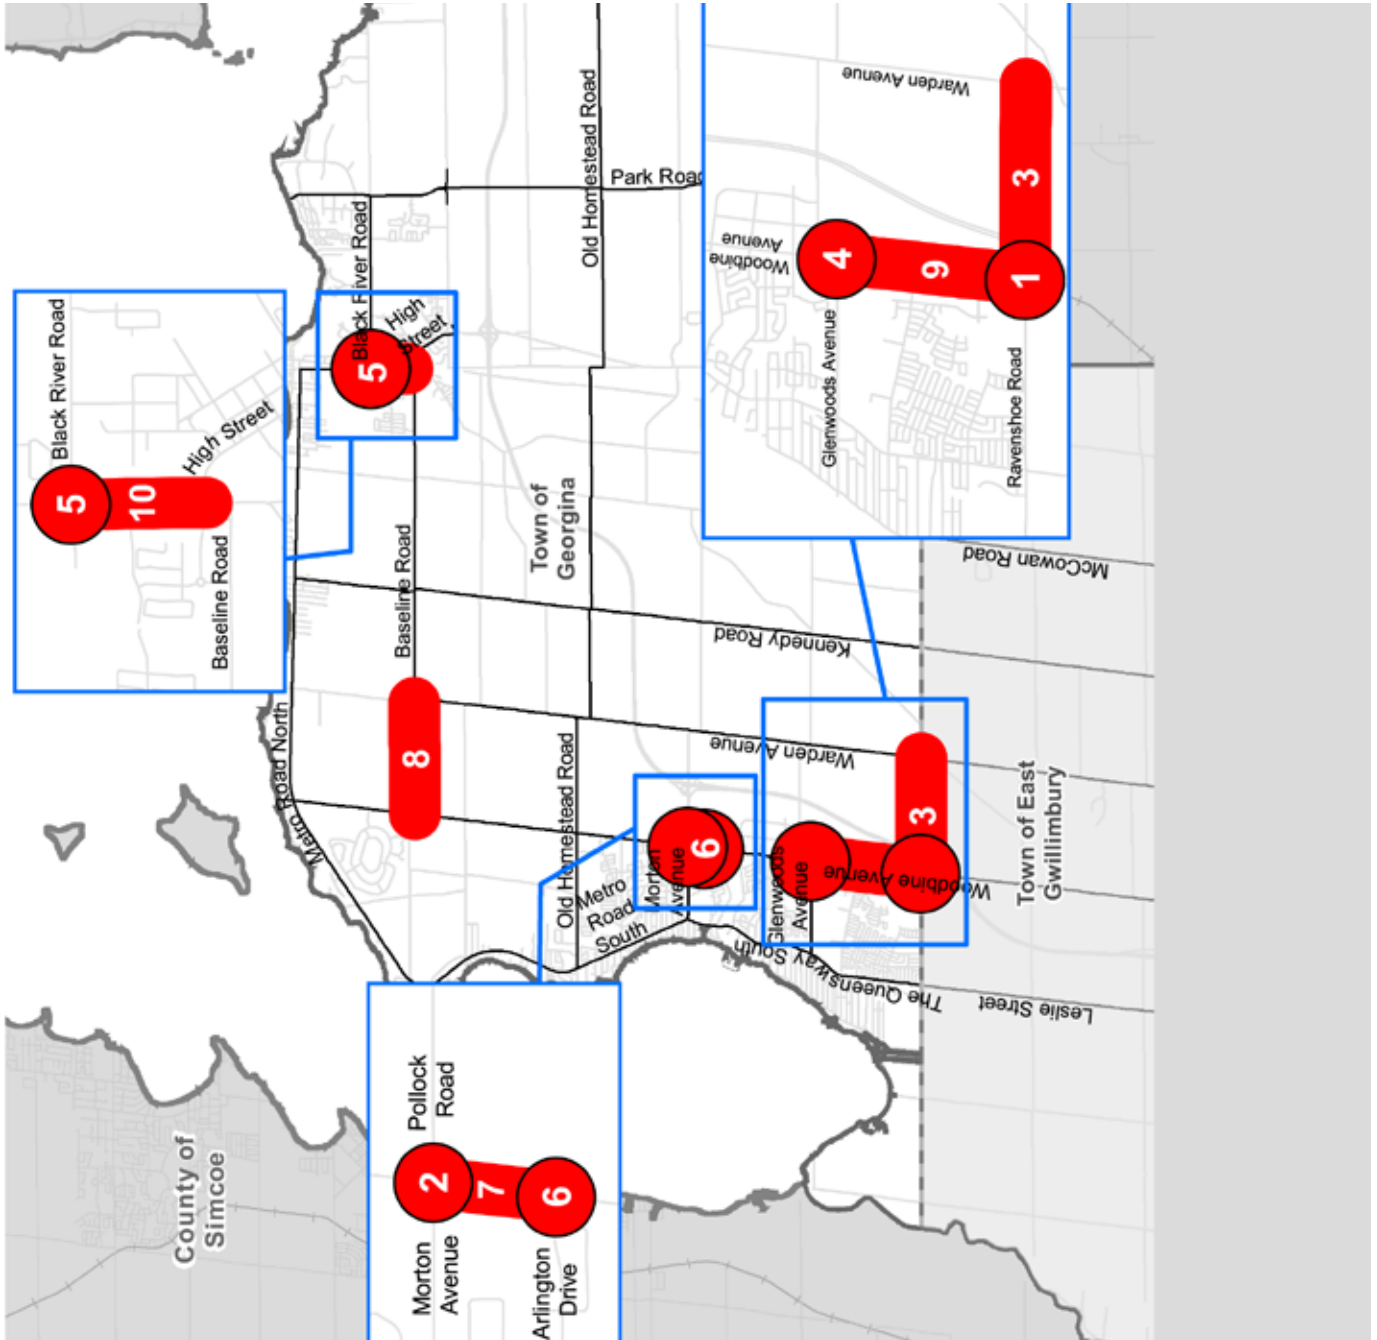 Black River Road
5
10
High Street
Baseline Road
Old Homestead Road
Park Road
Black River Road
High
Street
5
Town of
Georgina
Baseline Road
Metro Road North
8
Kennedy Road
Warden Avenue
Old Homestead Road
Metro
Road
South
Morton
Avenue
6
Glenwoods
Avenue
Woodbine Avenue
3
The Queensway South
Leslie Street
McCowan Road
Town of East
Gwillimbury
Warden Avenue
Woodbine
Avenue
4
9
3
1
Glenwoods Avenue
Ravenshoe Road
County of
Simcoe
Pollock
Road
2
7
6
Morton
Avenue
Arlington
Drive